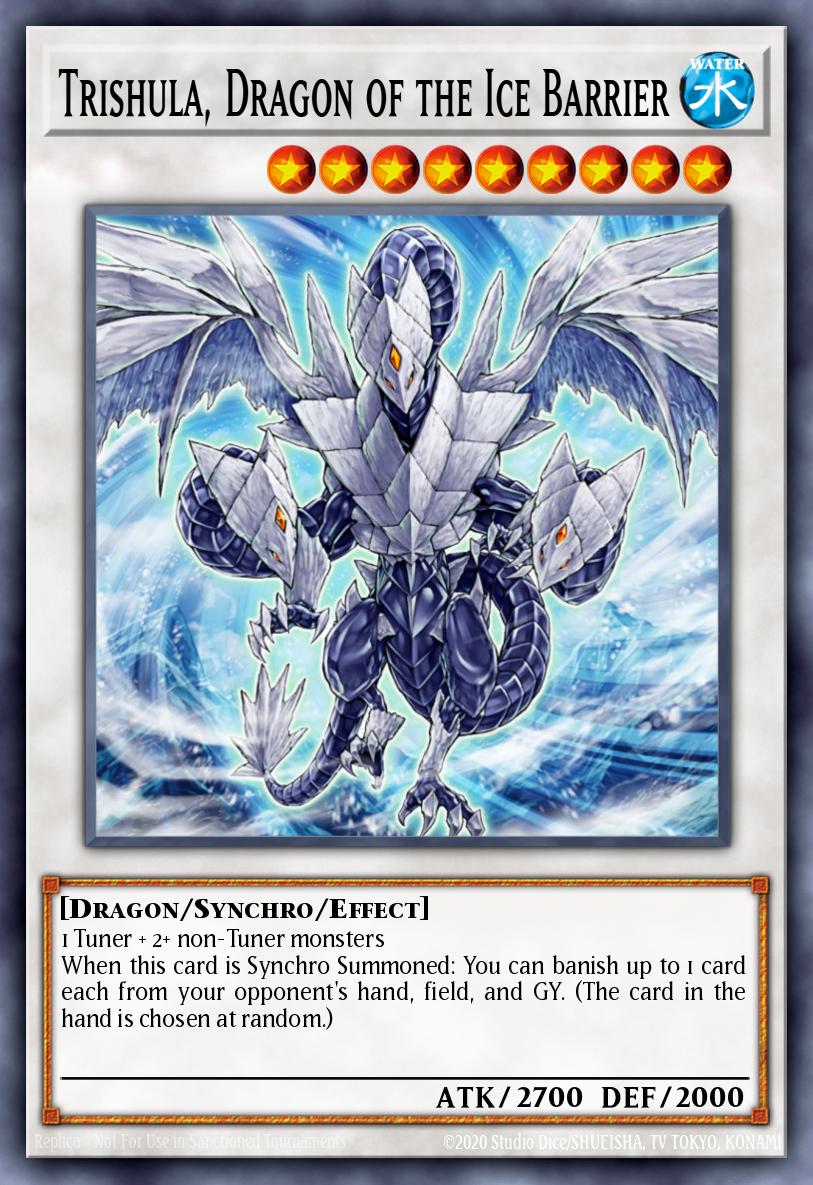 Trishula, Dragon of the Ice Barrier
WATER
水
[Dragon/Synchro/Effect]
1 Tuner + 2+ non-Tuner monsters
When this card is Synchro Summoned: You can banish up to 1 card
each from your opponent's hand, field, and GY. (The card in the
hand is chosen at random.)
ATK/2700 DEF/2000
Replica - Not For Use in Sanctioned Tournaments
©2020 Studio Dice/SHUEISHA, TV TOKYO, KONAMI